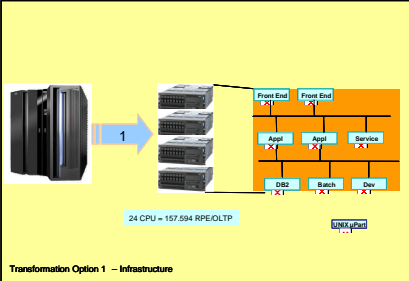 Front End
Front End
1
Appl
Appl
Service
DB2
Batch
Dev
24 CPU = 157.594 RPE/OLTP
UNIX µPart
Transformation Option 1 – Infrastructure